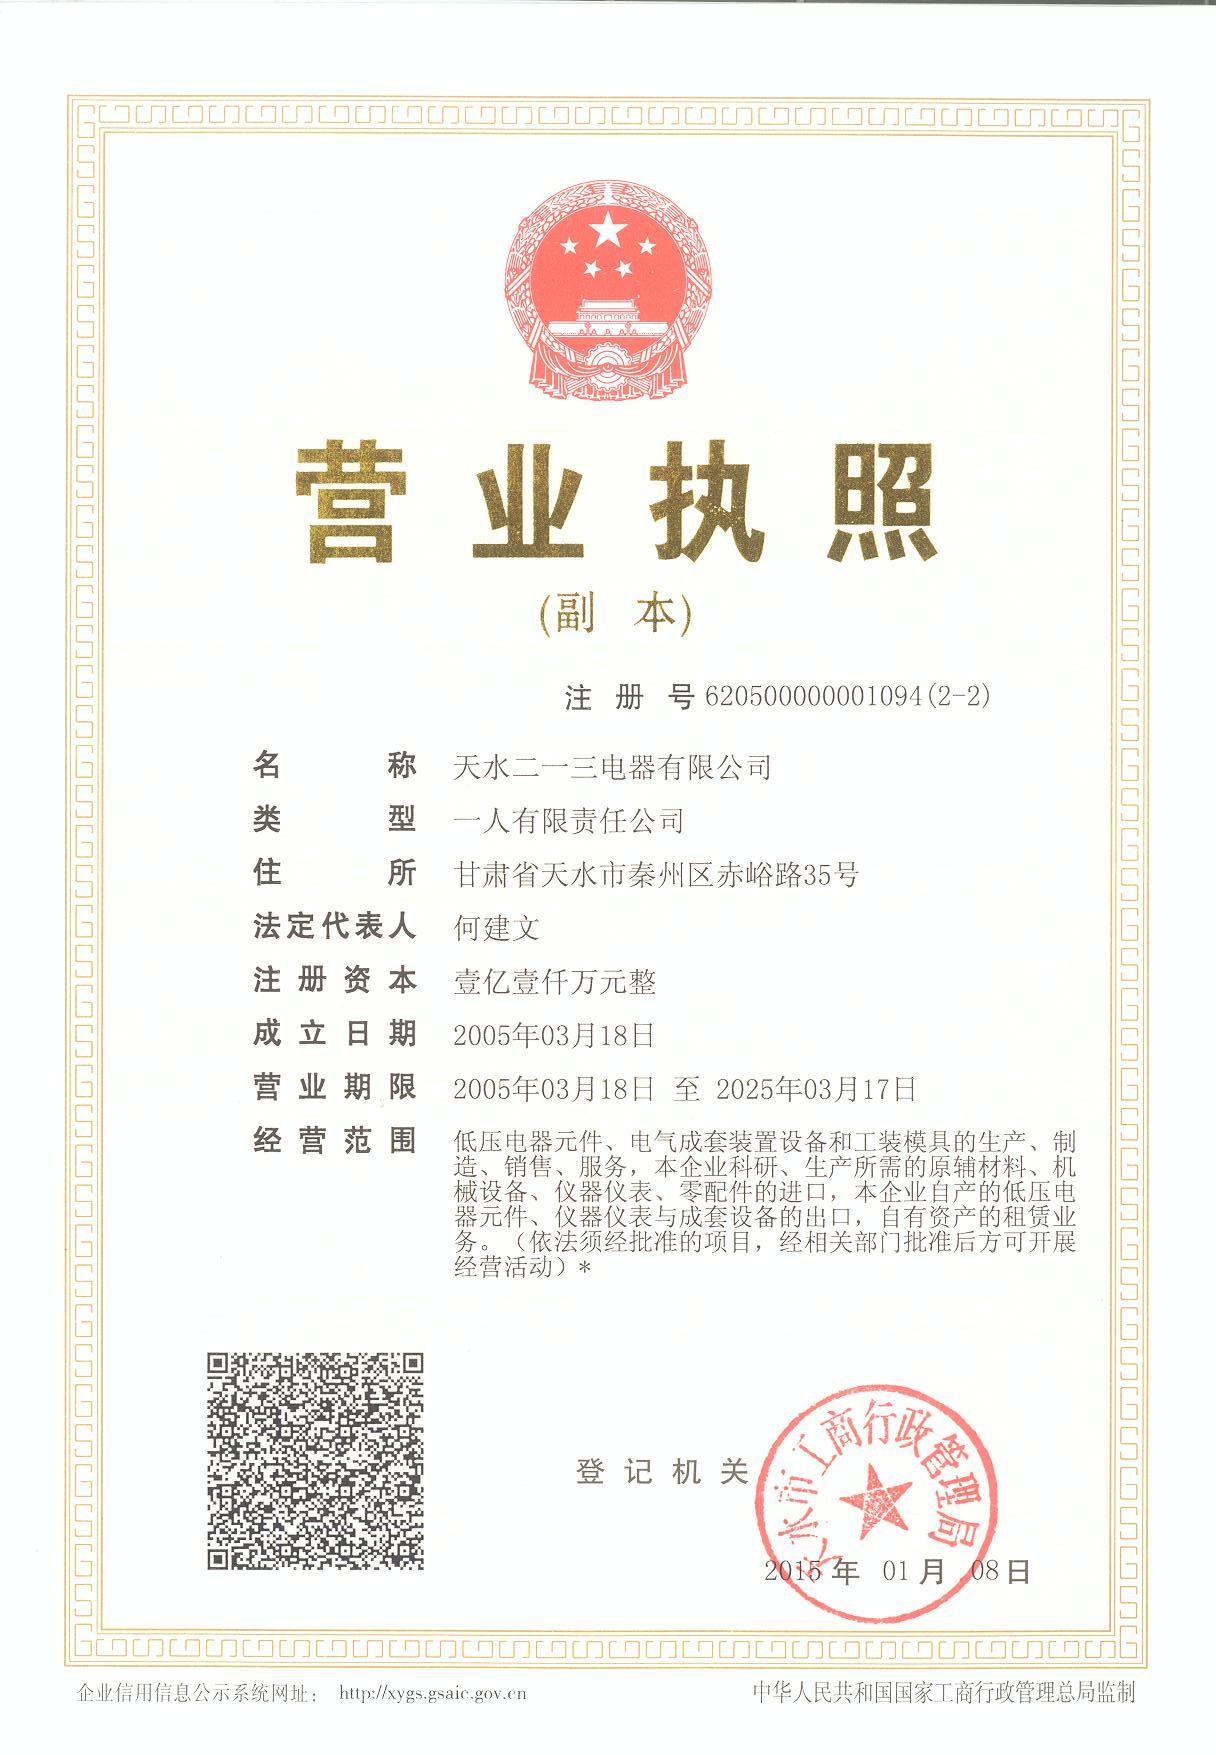 营业执照
(副 本)
注 册 号 620500000001094(2-2)
名 称 天水二一三电器有限公司
类 型 一人有限责任公司
住 所 甘肃省天水市秦州区赤峪路35号
法定代表人 何建文
注 册 资 本 壹亿壹仟万元整
成 立 日 期 2005年03月18日
营 业 期 限 2005年03月18日 至 2025年03月17日
经 营 范 围 低压电器元件、电气成套装置设备和工装模具的生产、制
造、销售、服务，本企业科研、生产所需的原辅材料、机
械设备、仪器仪表、零配件的进口，本企业自产的低压电
器元件、仪器仪表与成套设备的出口，自有资产的租赁业
务。（依法须经批准的项目，经相关部门批准后方可开展
经营活动）*
登 记 机 关
天水市工商行政管理局
2015 年 01 月 08 日
企业信用信息公示系统网址： http://xygs.gsaic.gov.cn
中华人民共和国国家工商行政管理总局监制